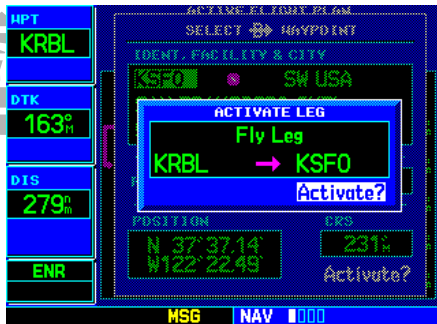 WPT
KRBL
DTK
163°M
DIS
279nm
ENR
ACTIVE FLIGHT PLAN
SELECT D WAYPOINT
IDENT, FACILITY & CITY
KSFO SW USA
ACTIVATE LEG
Fly Leg
KRBL → KSFO
Activate?
POSITION
N 37°37.14'
W122°22.49'
CRS
231°M
Activate?
MSG NAV